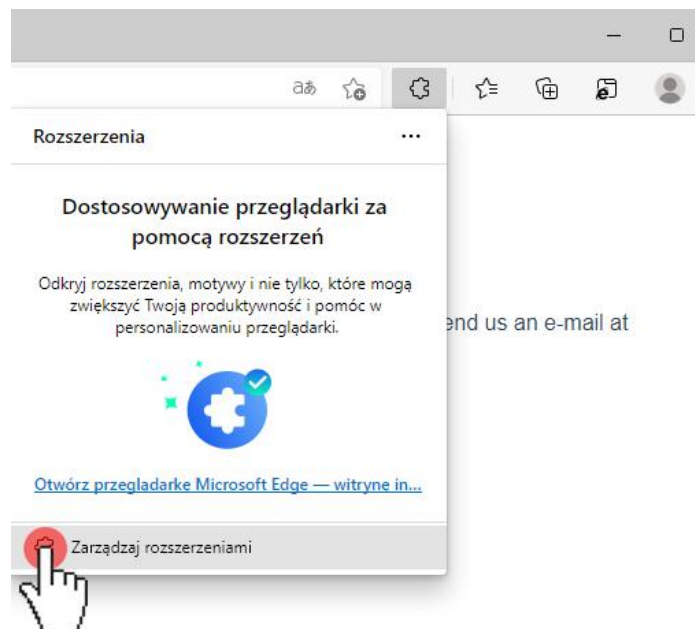 aあ
Rozszerzenia
Dostosowywanie przeglądarki za
pomocą rozszerzeń
Odkryj rozszerzenia, motywy i nie tylko, które mogą
zwiększyć Twoją produktywność i pomóc w
personalizowaniu przeglądarki.
end us an e-mail at
Otwórz przegladarke Microsoft Edge — witryne in...
Zarządzaj rozszerzeniami